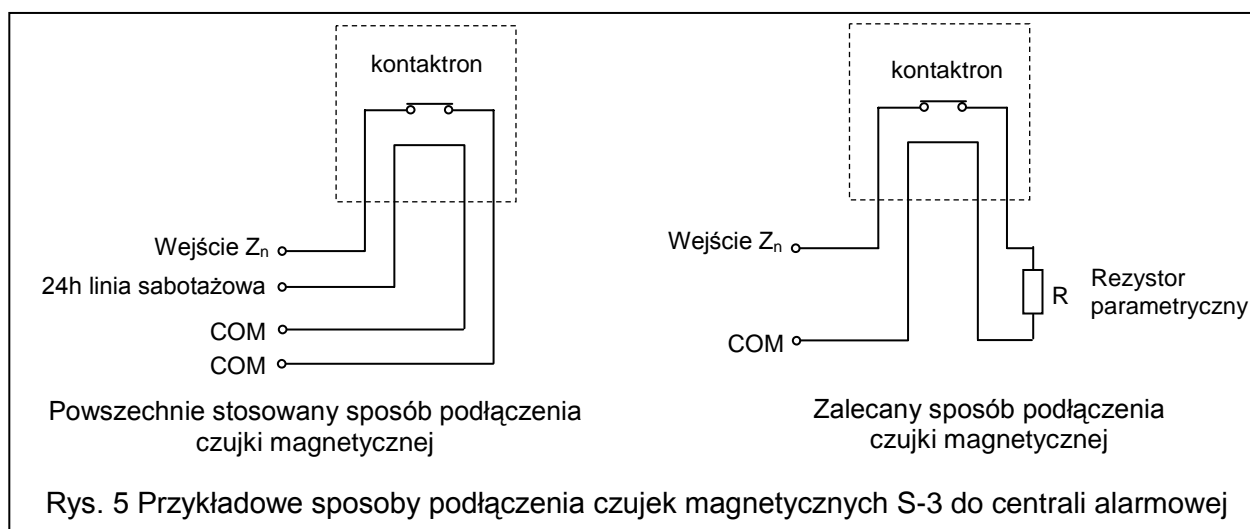 kontaktron
Wejście Zn
24h linia sabotażowa
COM
COM
Powszechnie stosowany sposób podłączenia
czujki magnetycznej
kontaktron
Wejście Zn
COM
R
Rezystor
parametryczny
Zalecany sposób podłączenia
czujki magnetycznej
Rys. 5 Przykładowe sposoby podłączenia czujek magnetycznych S-3 do centrali alarmowej